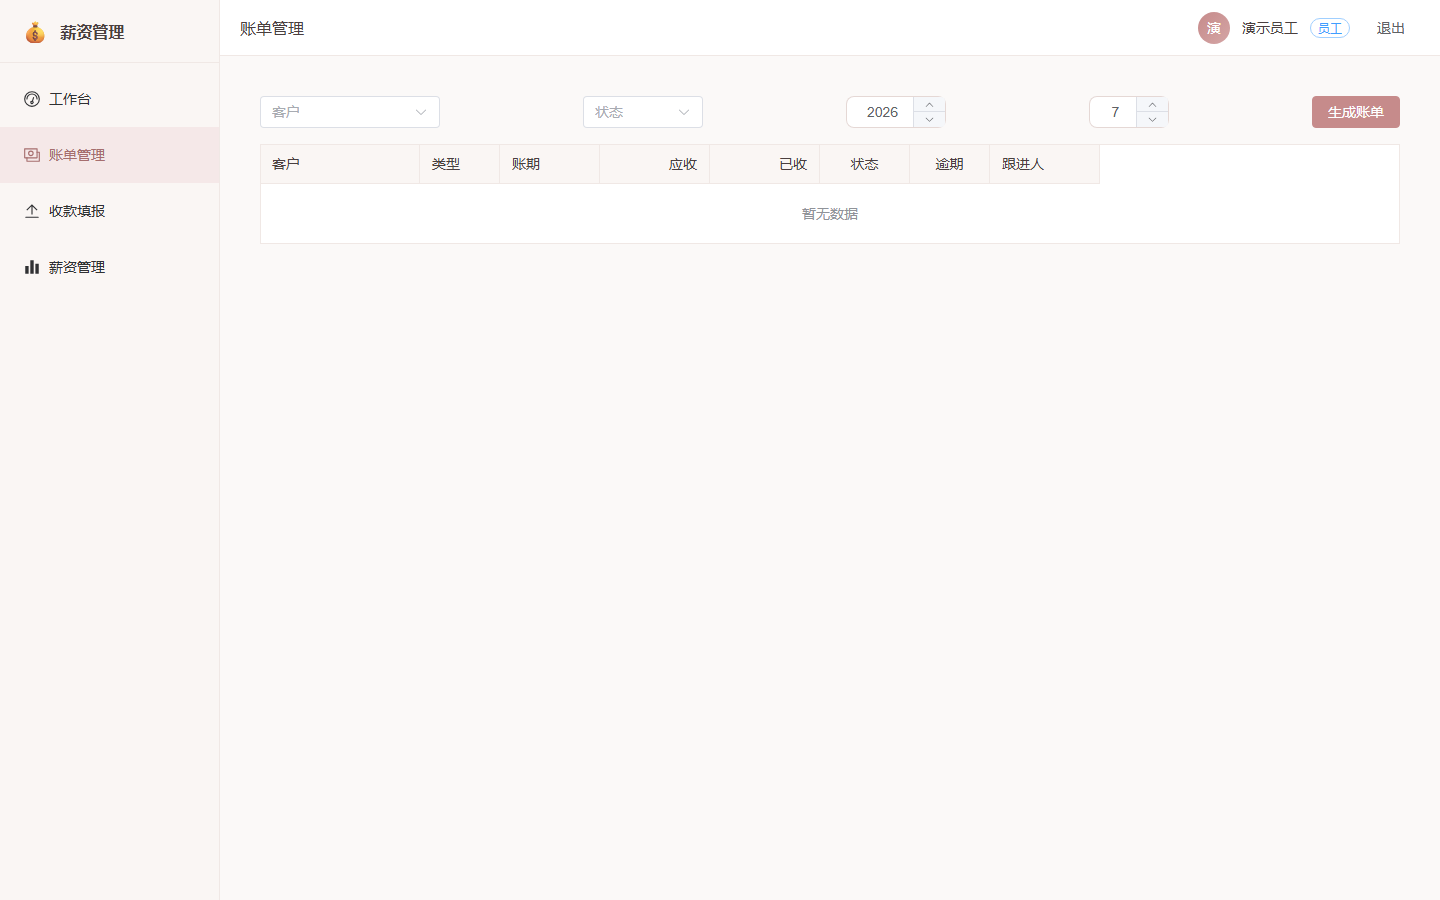 薪资管理
工作台
账单管理
收款填报
薪资管理
账单管理
演 演示员工 员工 退出
客户 状态 2026 7 生成账单
客户 类型 账期 应收 已收 状态 逾期 跟进人
暂无数据